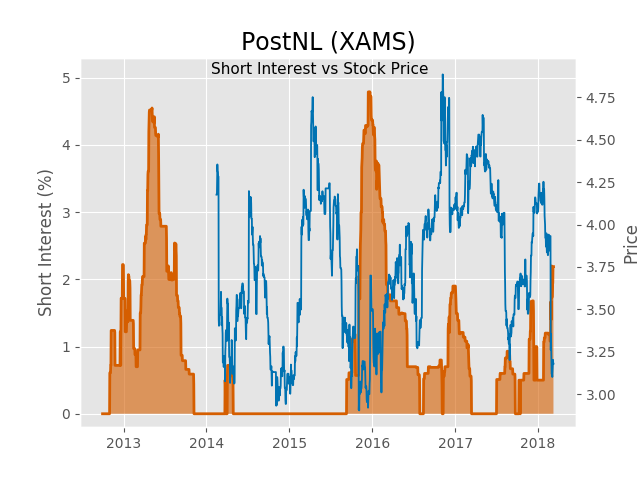 PostNL (XAMS)
Short Interest vs Stock Price
Short Interest (%)
5
4
3
2
1
0
4.75
4.50
4.25
4.00
3.75
3.50
3.25
3.00
Price
2013 2014 2015 2016 2017 2018